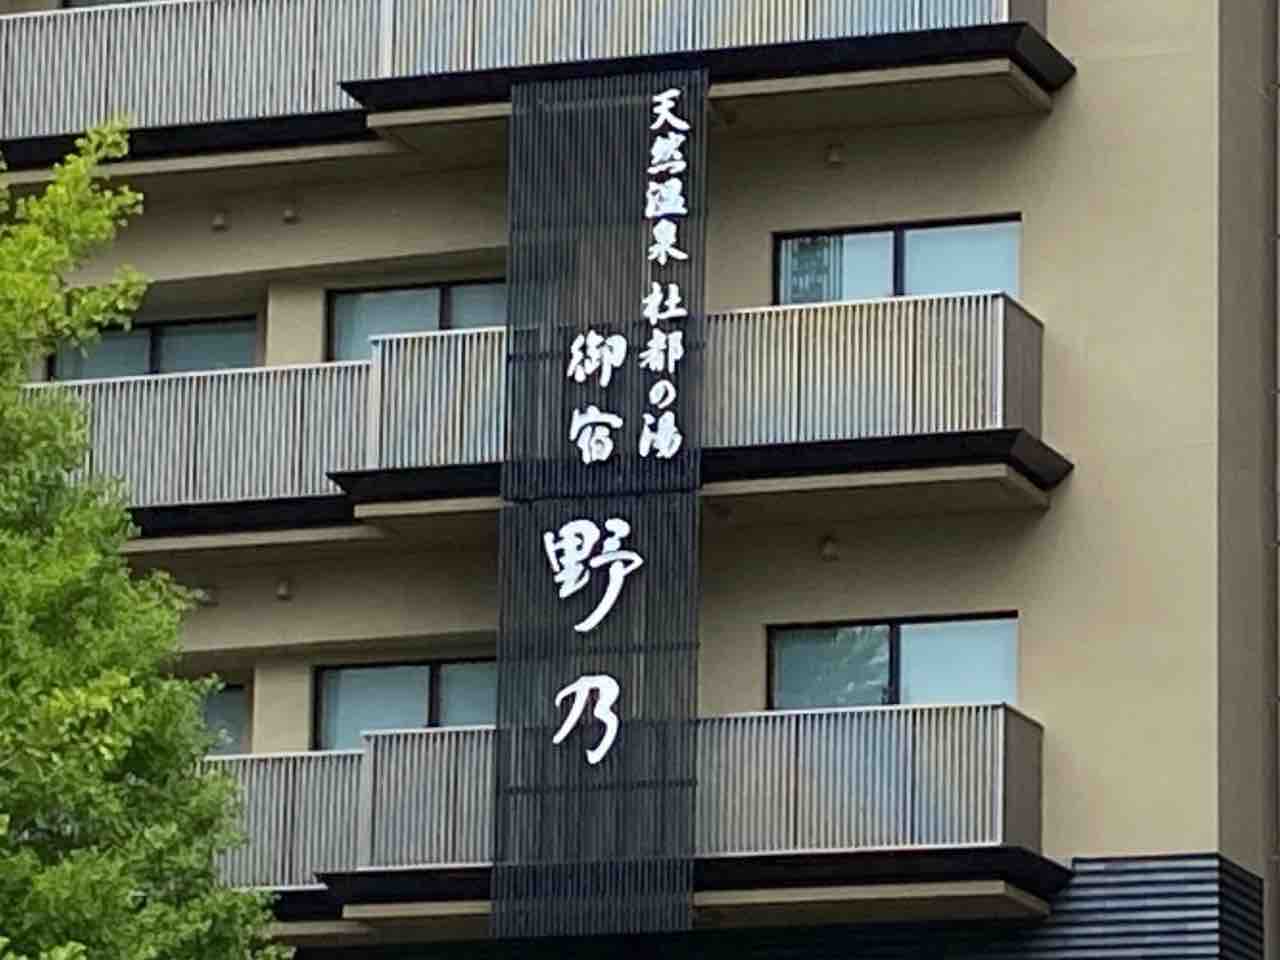 天然温泉 杜都の湯
御宿
野乃